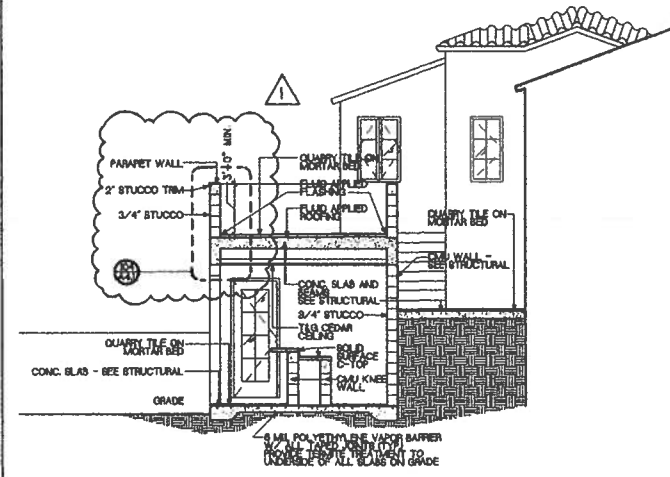 1
3'-0" MIN.
PARAPET WALL
2" STUCCO TRIM
3/4" STUCCO
QUARRY TILE ON
MORTAR BED
FLUID APPLIED
FLASHING
FLUID APPLIED
ROOFING
QUARRY TILE ON
MORTAR BED
CMU WALL -
SEE STRUCTURAL
CONC. SLAB AND
BEAMS
SEE STRUCTURAL
3/4" STUCCO
T&G CEDAR
CEILING
QUARRY TILE ON
MORTAR BED
SOLID
SURFACE
C-TOP
CONC. SLAB - SEE STRUCTURAL
CMU KNEE
WALL
GRADE
6 MIL POLYETHYLENE VAPOR BARRIER
W/ ALL TAPED JOINTS (TYP.)
PROVIDE TERMITE TREATMENT TO
UNDERSIDE OF ALL SLABS ON GRADE